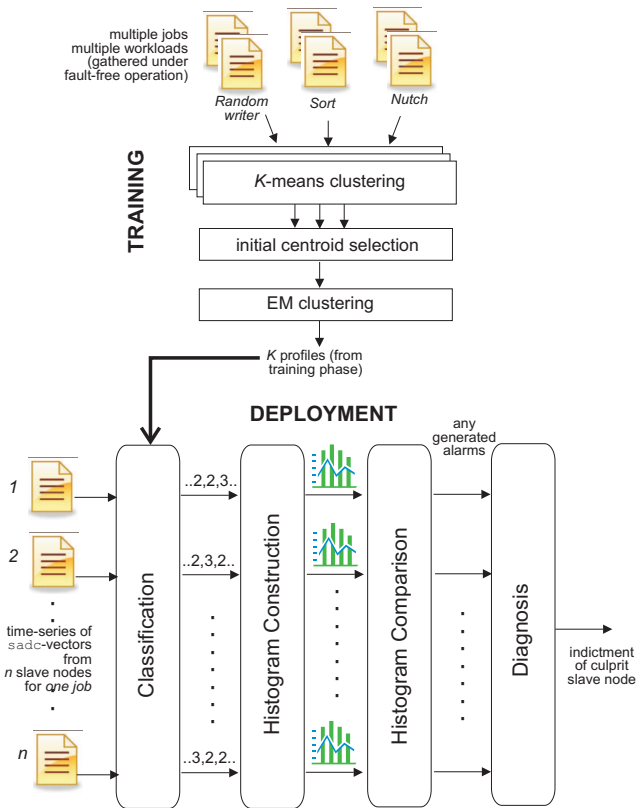 multiple jobs
multiple workloads
(gathered under
fault-free operation)
Random
writer
Sort
Nutch
TRAINING
K-means clustering
initial centroid selection
EM clustering
K profiles (from
training phase)
DEPLOYMENT
any
generated
alarms
1
2
time-series of
sadc-vectors
from
n slave nodes
for one job
n
Classification
..2,2,3..
..2,3,2..
..3,2,2..
Histogram Construction
Histogram Comparison
Diagnosis
indictment
of culprit
slave node